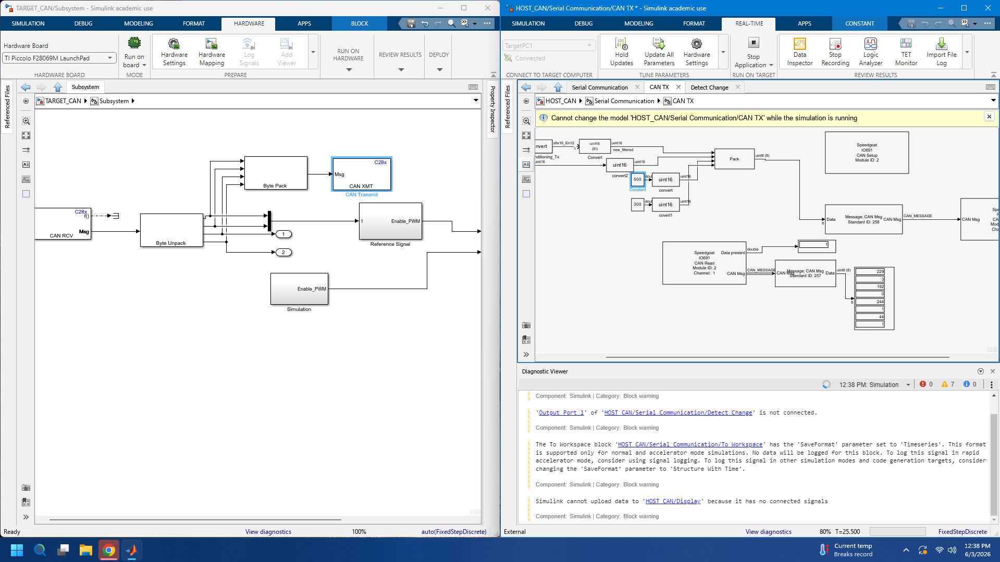 TARGET_CAN/Subsystem - Simulink academic use
SIMULATION DEBUG MODELING FORMAT HARDWARE APPS BLOCK
Hardware Board
TI Piccolo F28069M LaunchPad
Run on board
Hardware Settings
Hardware Mapping
Log Signals
Add Viewer
RUN ON HARDWARE
REVIEW RESULTS
DEPLOY
HARDWARE BOARD MODE PREPARE
Referenced Files
Subsystem
TARGET_CAN Subsystem
Property Inspector
C28x
Msg
CAN XMT
CAN Transmit
Byte Pack
C28x
f()
Msg
CAN RCV
Byte Unpack
1
2
1 Enable_PWM
Reference Signal
Enable_PWM
Simulation
Ready View diagnostics 100% auto(FixedStepDiscrete)
HOST_CAN/Serial Communication/CAN TX * - Simulink academic use
SIMULATION DEBUG MODELING FORMAT REAL-TIME APPS CONSTANT
TargetPC1
Connected
Hold Updates
Update All Parameters
Hardware Settings
Stop Application
Data Inspector
Stop Recording
Logic Analyzer
TET Monitor
Import File Log
CONNECT TO TARGET COMPUTER TUNE PARAMETERS RUN ON TARGET REVIEW RESULTS
Referenced Files
Serial Communication CAN TX Detect Change
HOST_CAN Serial Communication CAN TX
Cannot change the model 'HOST_CAN/Serial Communication/CAN TX' while the simulation is running
nvert
sfix16_En12
1
uint16
(SI)
uint16
new_filtered
Convert
nditioning_Tx
uint16
uint16
uint16
convert2
500
Constant
doul
uint16
uint16
convert
300
doul
uint16
uint16
covert1
Pack
uint8 (8)
Speedgoat
IO691
CAN Setup
Module ID: 2
8
Data
Message: CAN Msg
Standard ID: 256
CAN Msg
CAN_MESSAGE
CAN Msg
Speedgoat
IO691
CAN Read
Module ID: 2
Channel: 1
Data present
CAN Msg
double
1
CAN_MESSAGE
CAN Msg
Message: CAN Msg
Standard ID: 257
Data
uint8 (8)
8
229
3
192
0
244
1
44
1
Diagnostic Viewer
12:38 PM: Simulation 0 7 0
Component: Simulink | Category: Block warning
'Output Port 1' of 'HOST_CAN/Serial Communication/Detect Change' is not connected.
Component: Simulink | Category: Block warning
The To Workspace block 'HOST_CAN/Serial Communication/To Workspace' has the 'SaveFormat' parameter set to 'Timeseries'. This format
is supported only for normal and accelerator mode simulations. No data will be logged for this block. To log this signal in rapid
accelerator mode, consider using signal logging. To log this signal in other simulation modes and code generation targets, consider
changing the 'SaveFormat' parameter to 'Structure With Time'.
Component: Simulink | Category: Block warning
Simulink cannot upload data to 'HOST_CAN/Display' because it has no connected signals
Component: Simulink | Category: Block warning
External View diagnostics 80% T=25.500 FixedStepDiscrete
Current temp
Breaks record
12:38 PM
6/3/2026